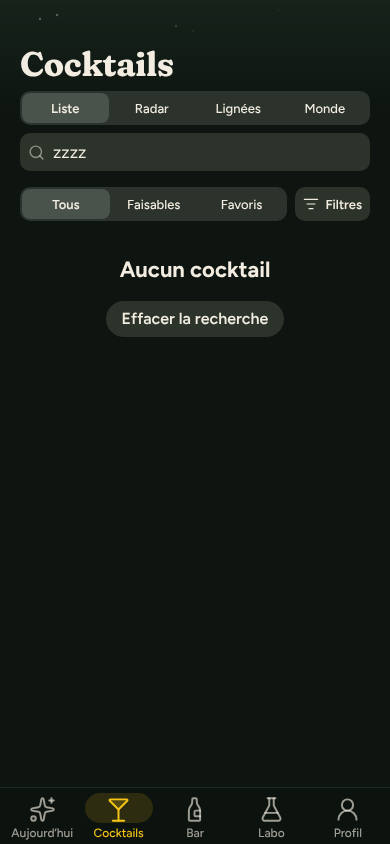 Cocktails
Liste Radar Lignées Monde
zzzz
Tous Faisables Favoris Filtres
Aucun cocktail
Effacer la recherche
Aujourd'hui Cocktails Bar Labo Profil